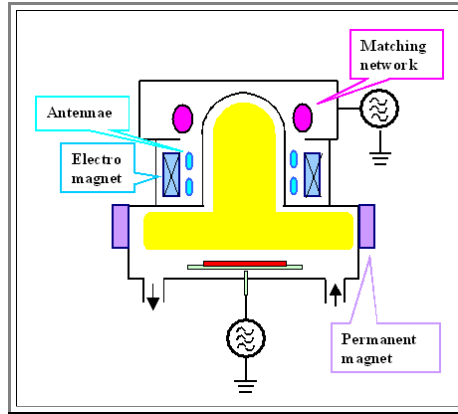 Matching
network
Antennae
Electro
magnet
Permanent
magnet